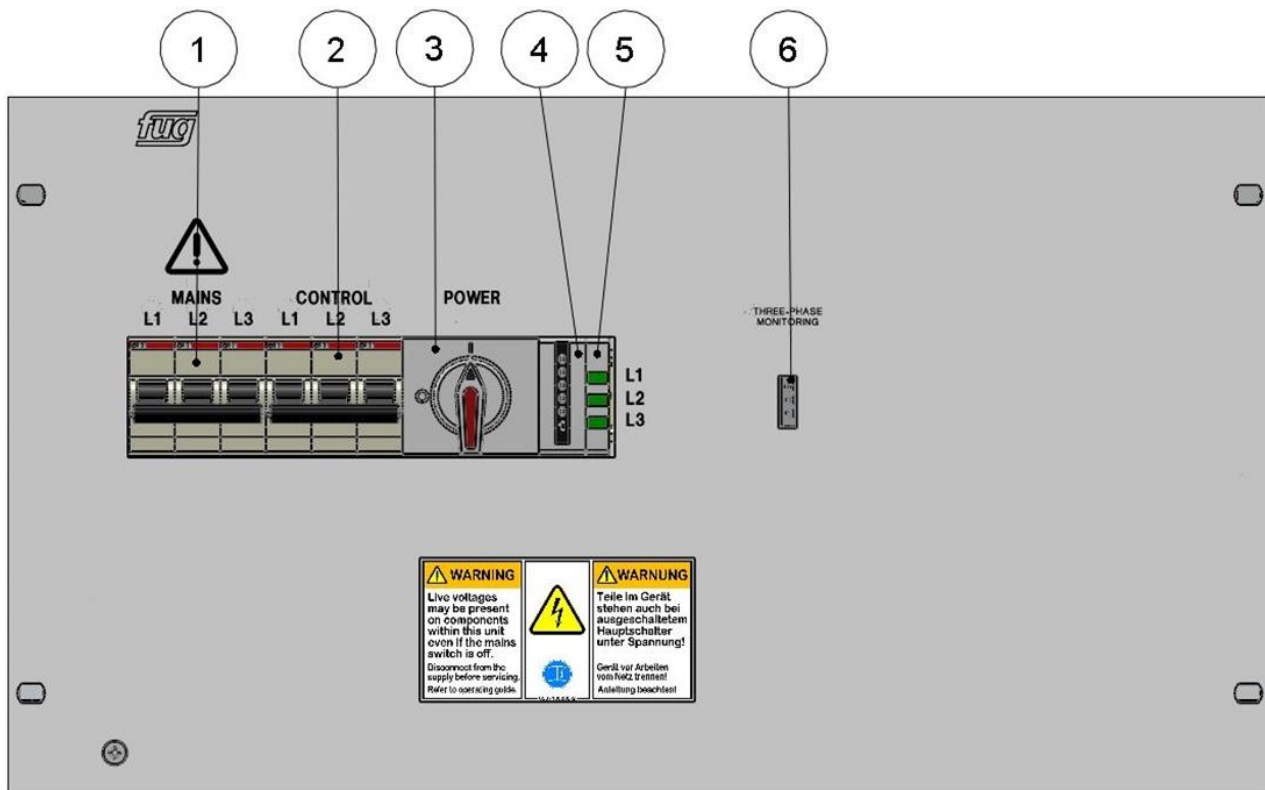 1 2 3 4 5 6
fug
MAINS CONTROL POWER
L1 L2 L3 L1 L2 L3
THREE-PHASE
MONITORING
L1
L2
L3
WARNING
Live voltages
may be present
on components
within this unit
even if the mains
switch is off.
Disconnect from the
supply before servicing.
Refer to operating guide.
WARNUNG
Teile im Gerät
stehen auch bei
ausgeschaltetem
Hauptschalter
unter Spannung!
Gerät vor Arbeiten
vom Netz trennen!
Anleitung beachten!